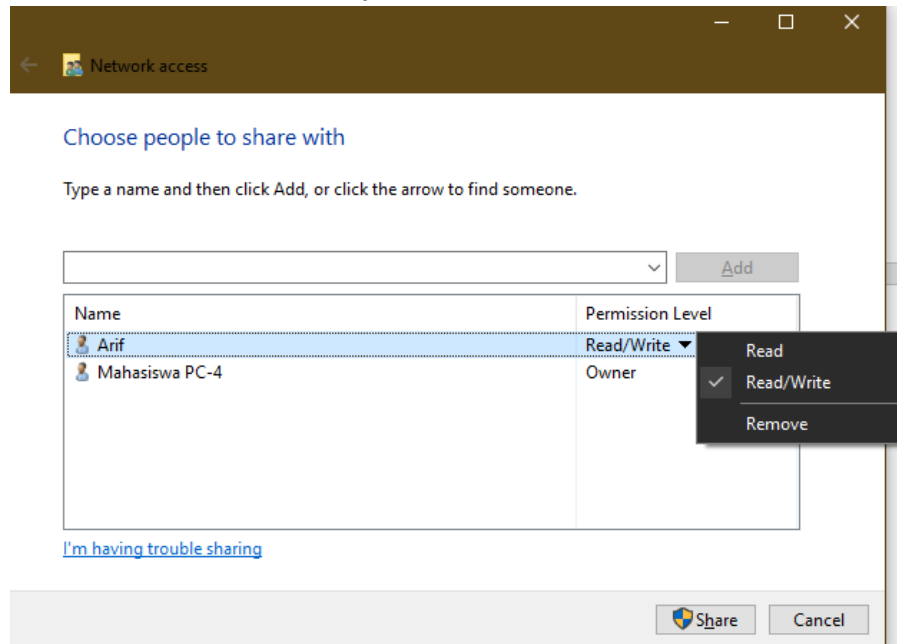 Network access
Choose people to share with
Type a name and then click Add, or click the arrow to find someone.
Add
Name Permission Level
Arif Read/Write
Mahasiswa PC-4 Owner
Read
Read/Write
Remove
I'm having trouble sharing
Share Cancel